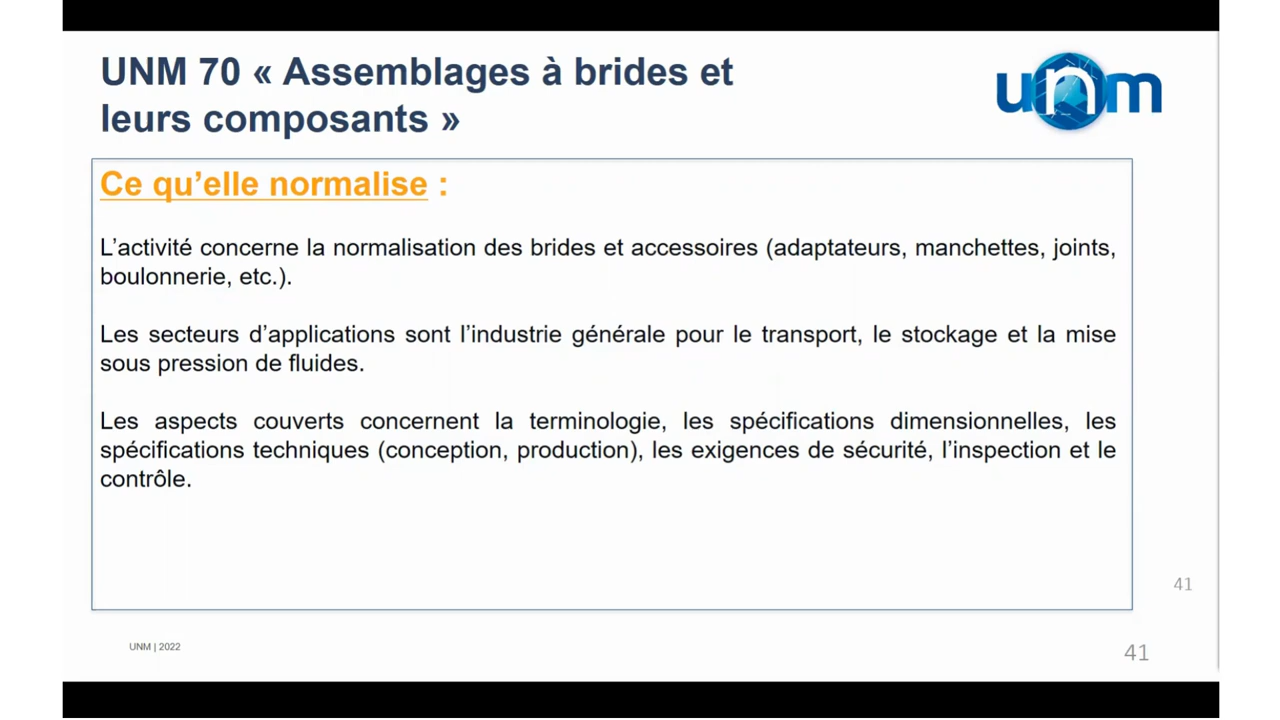 UNM 70 « Assemblages à brides et
leurs composants »
unm
Ce qu’elle normalise :
L’activité concerne la normalisation des brides et accessoires (adaptateurs, manchettes, joints,
boulonnerie, etc.).
Les secteurs d’applications sont l’industrie générale pour le transport, le stockage et la mise
sous pression de fluides.
Les aspects couverts concernent la terminologie, les spécifications dimensionnelles, les
spécifications techniques (conception, production), les exigences de sécurité, l’inspection et le
contrôle.
41
UNM | 2022
41